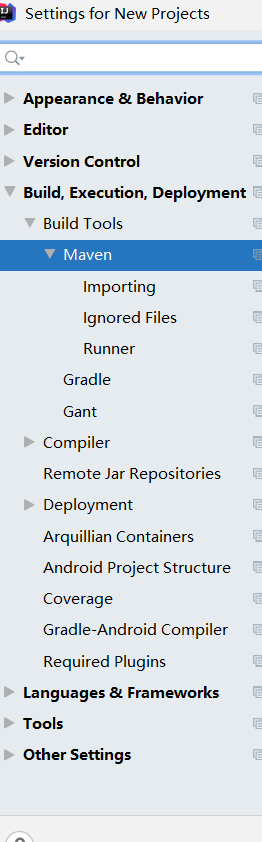 Settings for New Projects
Appearance & Behavior
Editor
Version Control
Build, Execution, Deployment
Build Tools
Maven
Importing
Ignored Files
Runner
Gradle
Gant
Compiler
Remote Jar Repositories
Deployment
Arquillian Containers
Android Project Structure
Coverage
Gradle-Android Compiler
Required Plugins
Languages & Frameworks
Tools
Other Settings